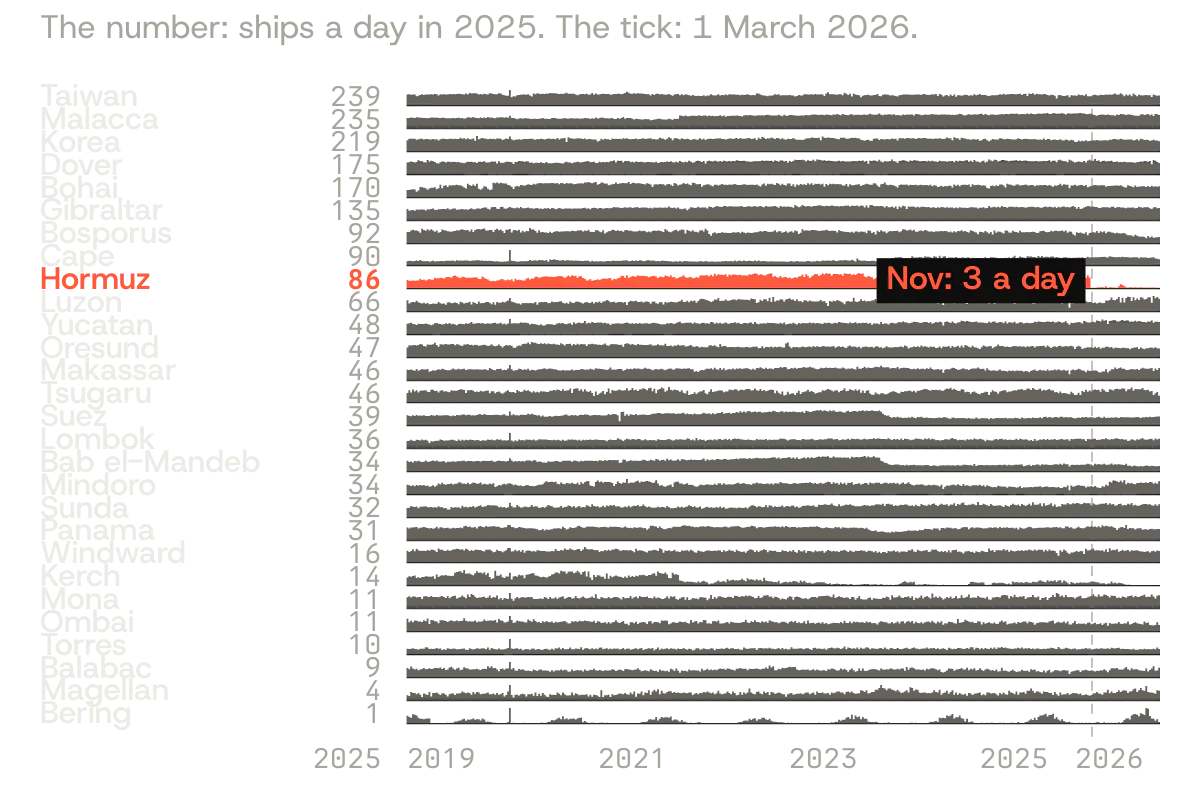 The number: ships a day in 2025. The tick: 1 March 2026.
Taiwan 239
Malacca 235
Korea 219
Dover 175
Bohai 170
Gibraltar 135
Bosporus 92
Cape 90
Hormuz 86 Nov: 3 a day
Luzon 66
Yucatan 48
Oresund 47
Makassar 46
Tsugaru 46
Suez 39
Lombok 36
Bab el-Mandeb 34
Mindoro 34
Sunda 32
Panama 31
Windward 16
Kerch 14
Mona 11
Ombai 11
Torres 10
Balabac 9
Magellan 4
Bering 1
2025 2019 2021 2023 2025 2026